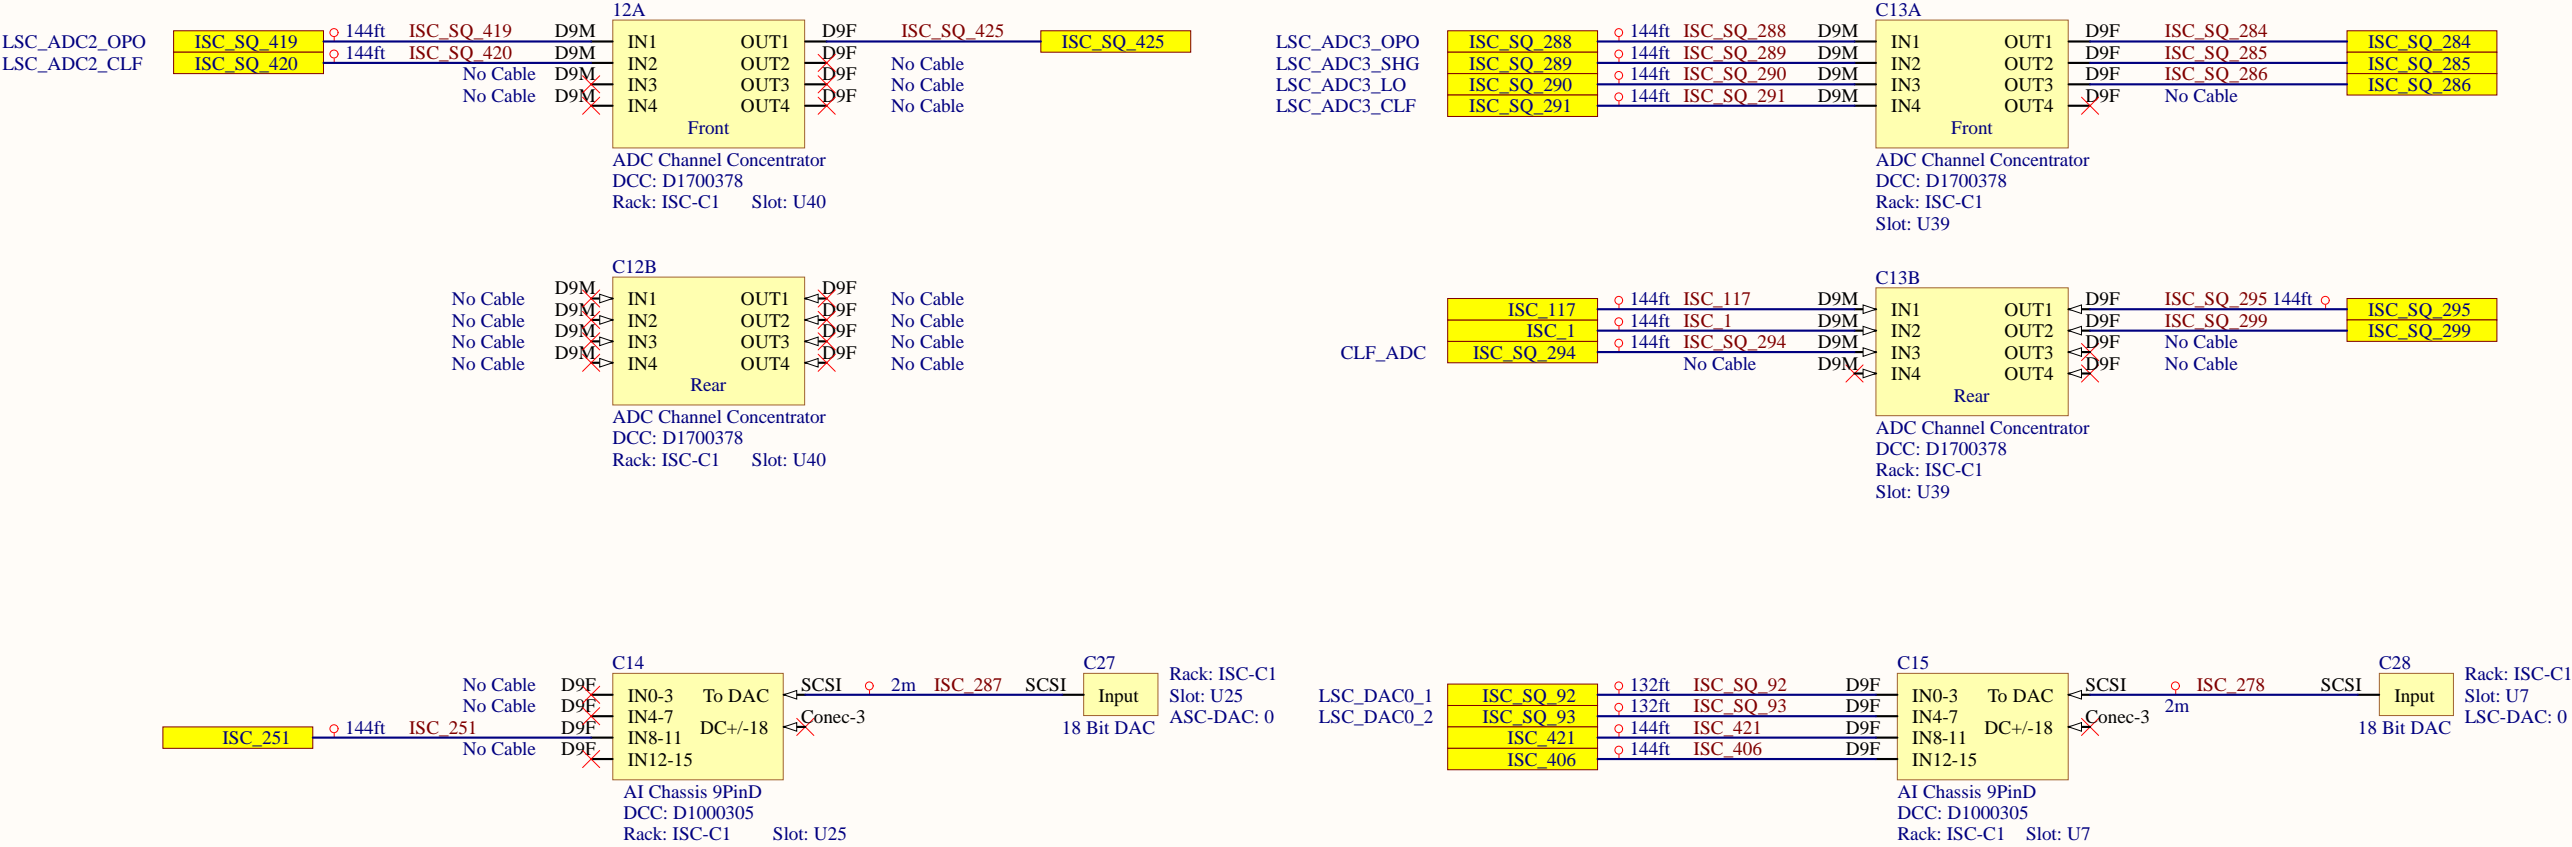 12A
LSC_ADC2_OPO ISC_SQ_419 144ft ISC_SQ_419 D9M IN1 OUT1 D9F ISC_SQ_425 ISC_SQ_425
LSC_ADC2_CLF ISC_SQ_420 144ft ISC_SQ_420 D9M IN2 OUT2 D9F No Cable
No Cable D9M IN3 OUT3 D9F No Cable
No Cable D9M IN4 OUT4 D9F No Cable
Front
ADC Channel Concentrator
DCC: D1700378
Rack: ISC-C1 Slot: U40
C13A
LSC_ADC3_OPO ISC_SQ_288 144ft ISC_SQ_288 D9M IN1 OUT1 D9F ISC_SQ_284 ISC_SQ_284
LSC_ADC3_SHG ISC_SQ_289 144ft ISC_SQ_289 D9M IN2 OUT2 D9F ISC_SQ_285 ISC_SQ_285
LSC_ADC3_LO ISC_SQ_290 144ft ISC_SQ_290 D9M IN3 OUT3 D9F ISC_SQ_286 ISC_SQ_286
LSC_ADC3_CLF ISC_SQ_291 144ft ISC_SQ_291 D9M IN4 OUT4 D9F No Cable
Front
ADC Channel Concentrator
DCC: D1700378
Rack: ISC-C1
Slot: U39
C12B
No Cable D9M IN1 OUT1 D9F No Cable
No Cable D9M IN2 OUT2 D9F No Cable
No Cable D9M IN3 OUT3 D9F No Cable
No Cable D9M IN4 OUT4 D9F No Cable
Rear
ADC Channel Concentrator
DCC: D1700378
Rack: ISC-C1 Slot: U40
C13B
ISC_117 144ft ISC_117 D9M IN1 OUT1 D9F ISC_SQ_295 144ft ISC_SQ_295
ISC_1 144ft ISC_1 D9M IN2 OUT2 D9F ISC_SQ_299 ISC_SQ_299
CLF_ADC ISC_SQ_294 144ft ISC_SQ_294 D9M IN3 OUT3 D9F No Cable
No Cable D9M IN4 OUT4 D9F No Cable
Rear
ADC Channel Concentrator
DCC: D1700378
Rack: ISC-C1
Slot: U39
C14
No Cable D9F IN0-3 To DAC SCSI 2m ISC_287 SCSI
No Cable D9F IN4-7
ISC_251 144ft ISC_251 D9F IN8-11 DC+/-18 Conec-3
No Cable D9F IN12-15
AI Chassis 9PinD
DCC: D1000305
Rack: ISC-C1 Slot: U25
C27
Input
18 Bit DAC
Rack: ISC-C1
Slot: U25
ASC-DAC: 0
C15
LSC_DAC0_1 ISC_SQ_92 132ft ISC_SQ_92 D9F IN0-3 To DAC SCSI ISC_278 SCSI
2m
LSC_DAC0_2 ISC_SQ_93 132ft ISC_SQ_93 D9F IN4-7
ISC_421 144ft ISC_421 D9F IN8-11 DC+/-18 Conec-3
ISC_406 144ft ISC_406 D9F IN12-15
AI Chassis 9PinD
DCC: D1000305
Rack: ISC-C1 Slot: U7
C28
Input
18 Bit DAC
Rack: ISC-C1
Slot: U7
LSC-DAC: 0